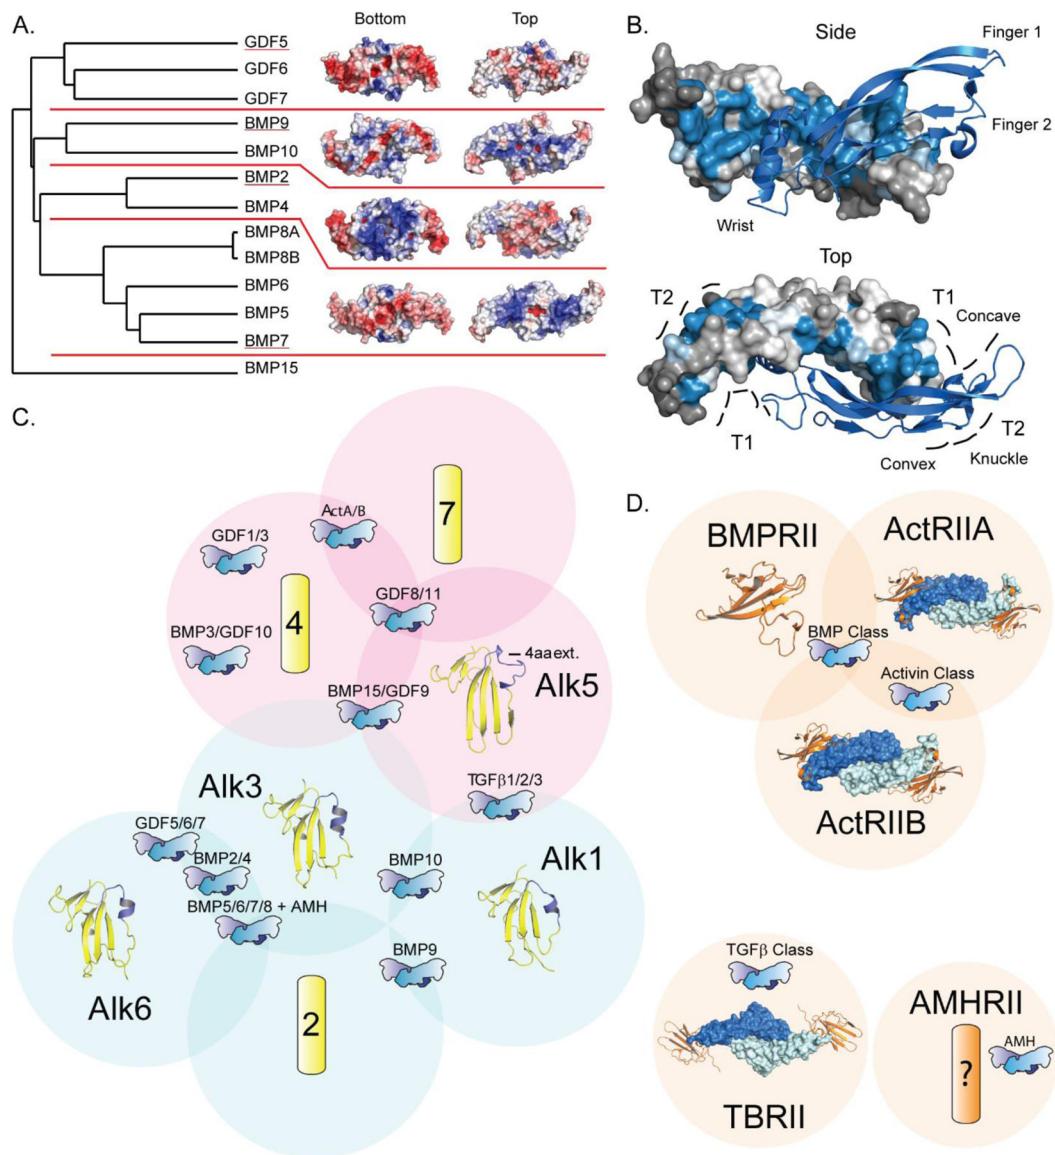 A.
Bottom
Top
GDF5
GDF6
GDF7
BMP9
BMP10
BMP2
BMP4
BMP8A
BMP8B
BMP6
BMP5
BMP7
BMP15
B.
Side
Finger 1
Finger 2
Wrist
Top
T2
T1
Concave
T1
T2
Convex
Knuckle
C.
7
ActA/B
GDF1/3
GDF8/11
4
BMP3/GDF10
4aa ext.
Alk5
BMP15/GDF9
Alk3
TGFβ1/2/3
GDF5/6/7
BMP2/4
BMP10
Alk1
BMP5/6/7/8 + AMH
BMP9
Alk6
2
D.
BMPRII
ActRIIA
BMP Class
Activin Class
ActRIIB
TGFβ Class
TBRII
AMHRII
AMH
?